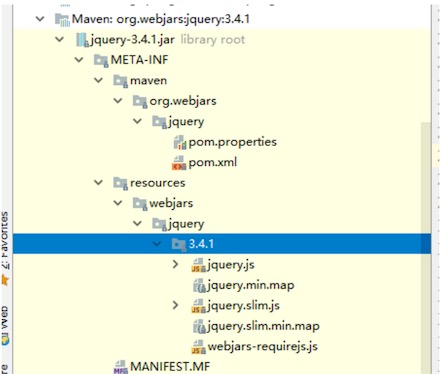 Maven: org.webjars:jquery:3.4.1
jquery-3.4.1.jar library root
META-INF
maven
org.webjars
jquery
pom.properties
pom.xml
resources
webjars
jquery
3.4.1
jquery.js
jquery.min.map
jquery.slim.js
jquery.slim.min.map
webjars-requirejs.js
MANIFEST.MF
2: Favorites
Web